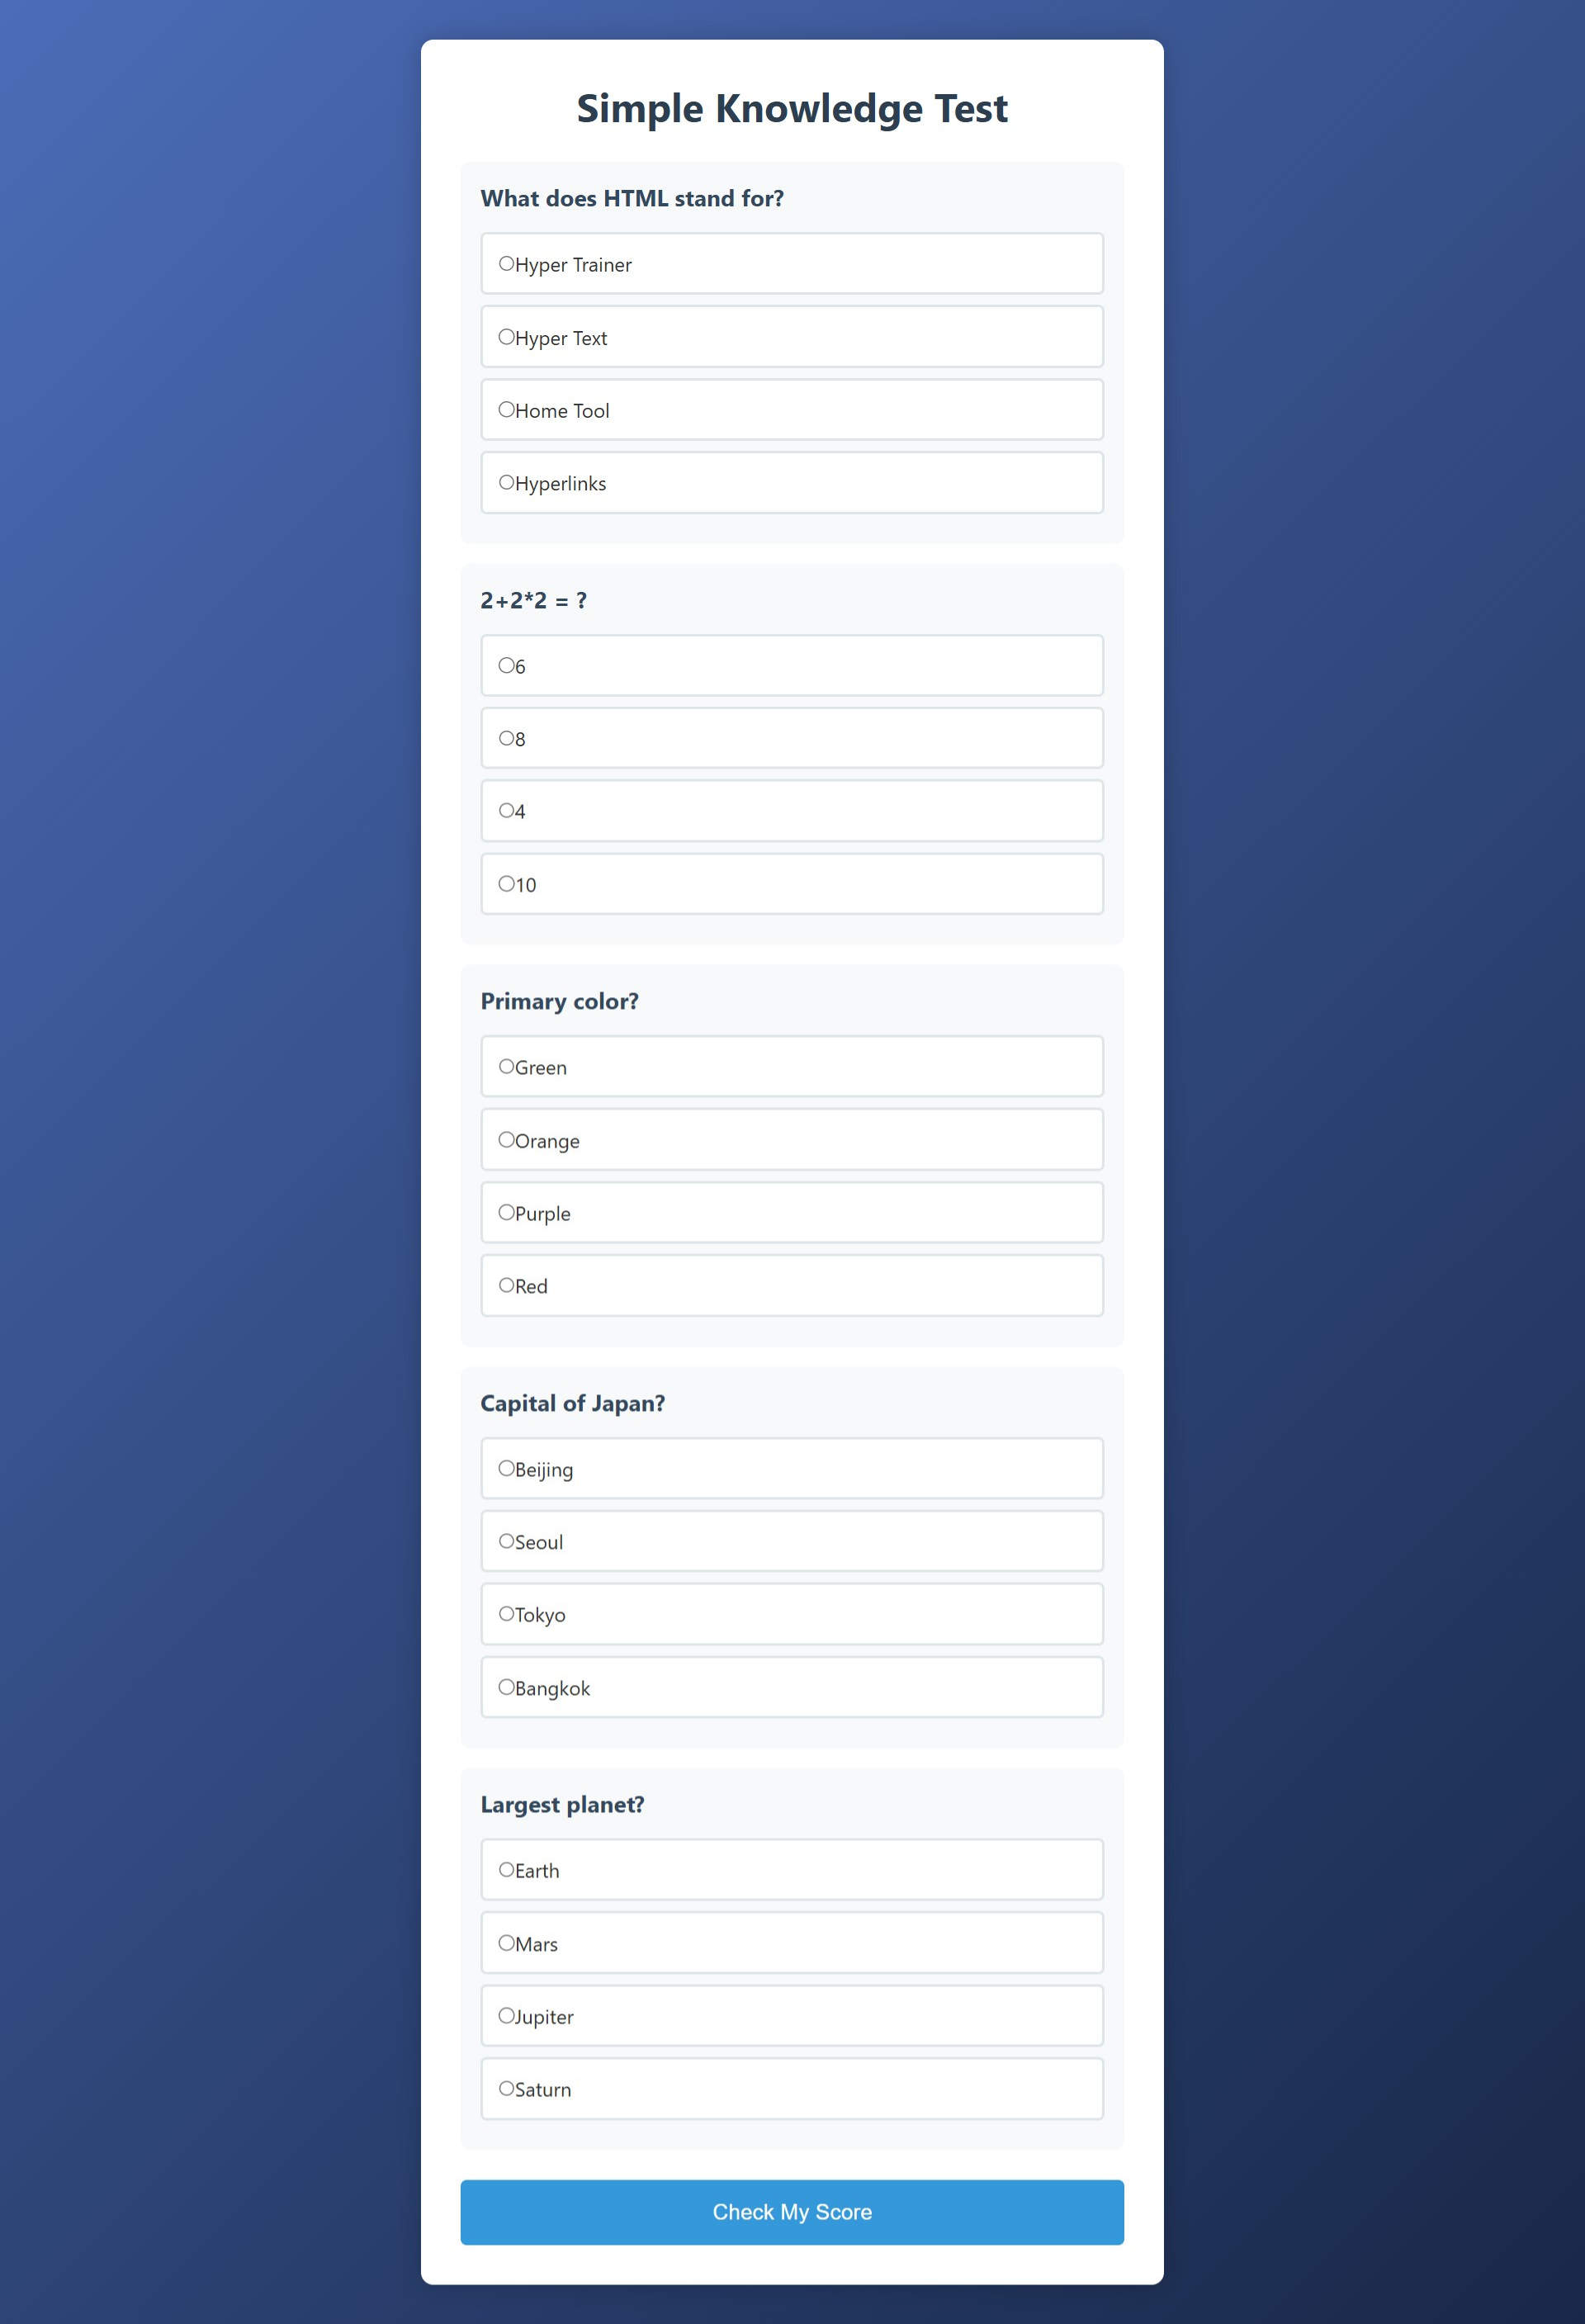 Simple Knowledge Test
What does HTML stand for?
Hyper Trainer
Hyper Text
Home Tool
Hyperlinks
2+2*2 = ?
6
8
4
10
Primary color?
Green
Orange
Purple
Red
Capital of Japan?
Beijing
Seoul
Tokyo
Bangkok
Largest planet?
Earth
Mars
Jupiter
Saturn
Check My Score